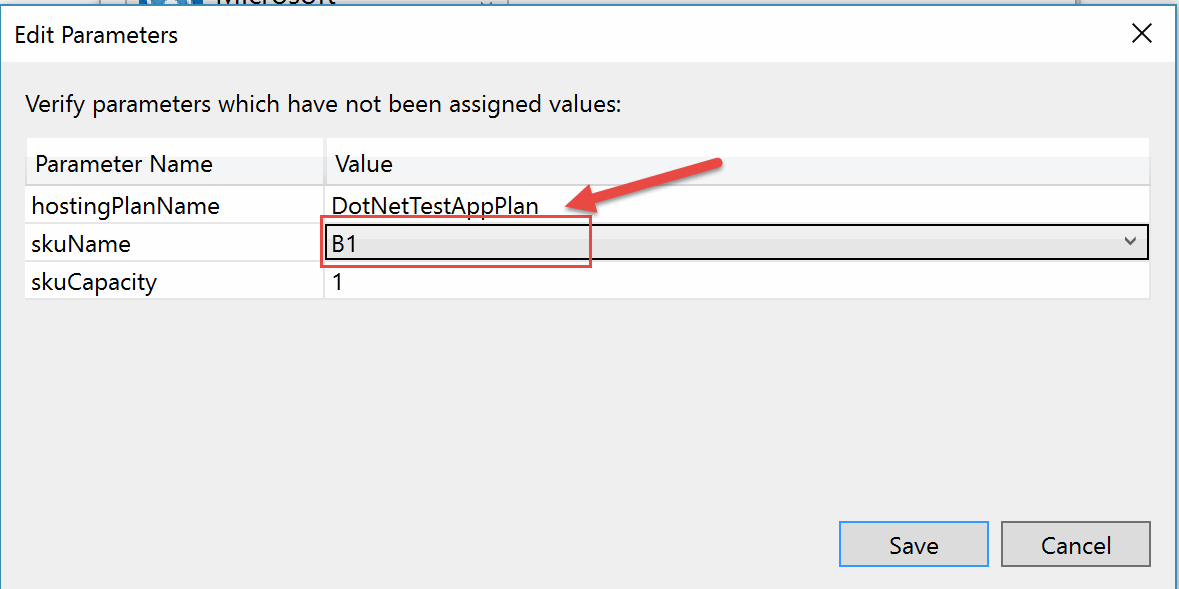 Microsoft
Edit Parameters
Verify parameters which have not been assigned values:
Parameter Name Value
hostingPlanName DotNetTestAppPlan
skuName B1
skuCapacity 1
Save Cancel